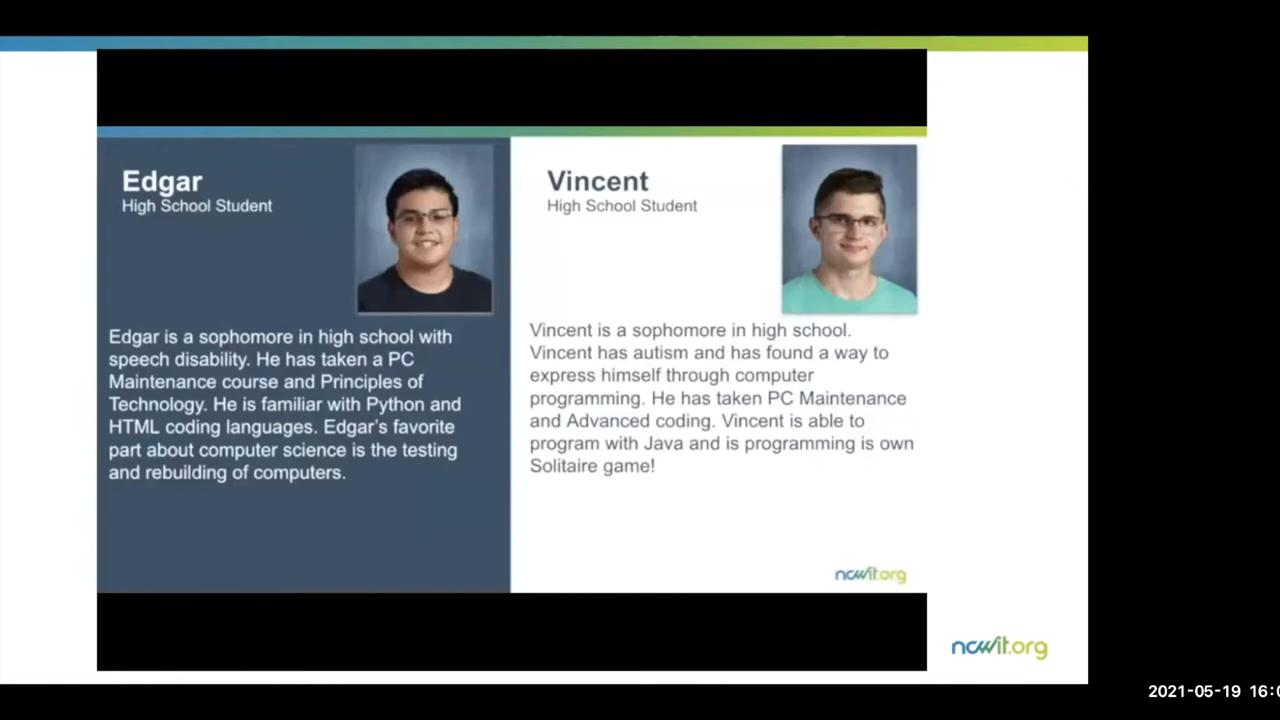 Edgar
High School Student
Edgar is a sophomore in high school with
speech disability. He has taken a PC
Maintenance course and Principles of
Technology. He is familiar with Python and
HTML coding languages. Edgar's favorite
part about computer science is the testing
and rebuilding of computers.
Vincent
High School Student
Vincent is a sophomore in high school.
Vincent has autism and has found a way to
express himself through computer
programming. He has taken PC Maintenance
and Advanced coding. Vincent is able to
program with Java and is programming is own
Solitaire game!
ncwit.org
ncwit.org
2021-05-19